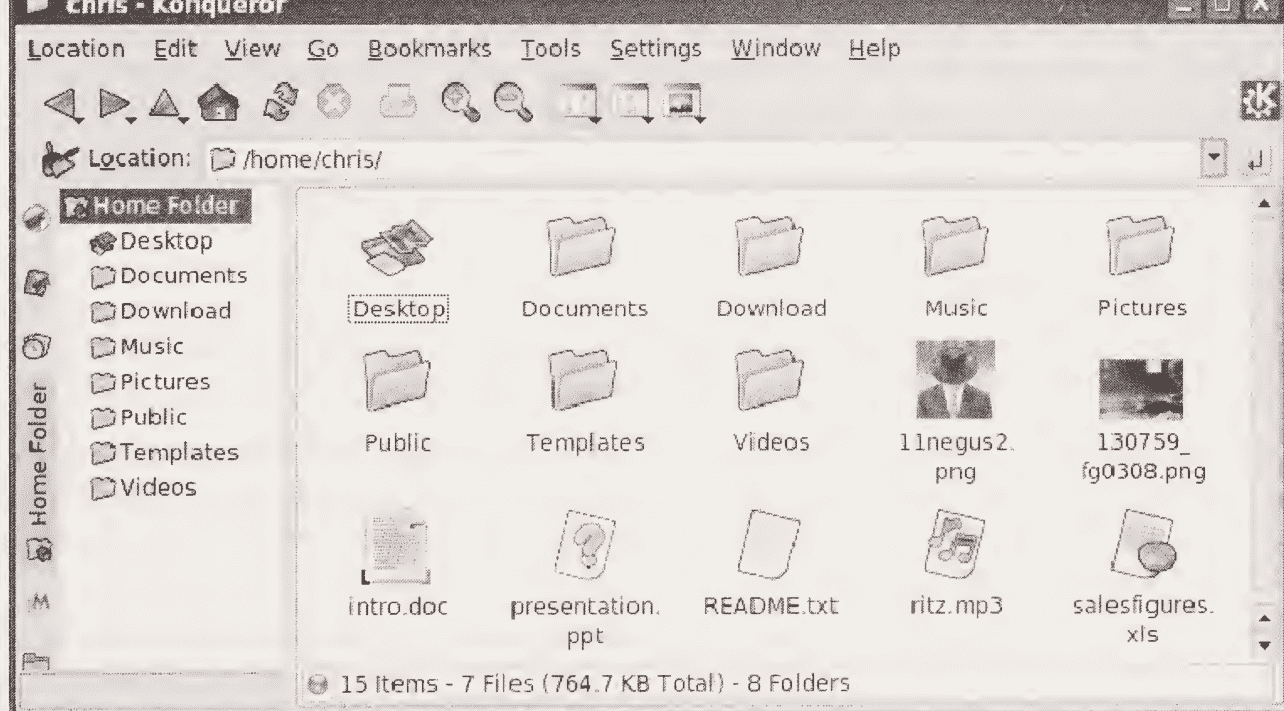 chris - Konqueror
Location Edit View Go Bookmarks Tools Settings Window Help
Location: /home/chris/
Home Folder
Desktop
Documents
Download
Music
Pictures
Public
Templates
Videos
Home Folder
Desktop Documents Download Music Pictures
Public Templates Videos 11negus2. 130759_
png fg0308.png
intro.doc presentation. README.txt ritz.mp3 salesfigures.
ppt xls
15 Items - 7 Files (764.7 KB Total) - 8 Folders